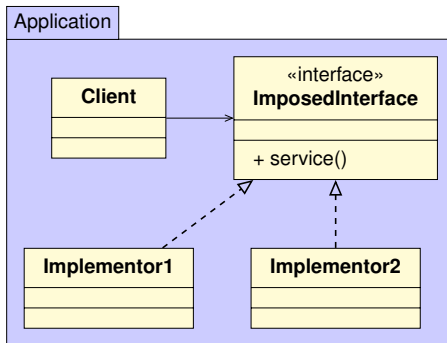 Application
Client
«interface»
ImposedInterface
+ service()
Implementor1
Implementor2